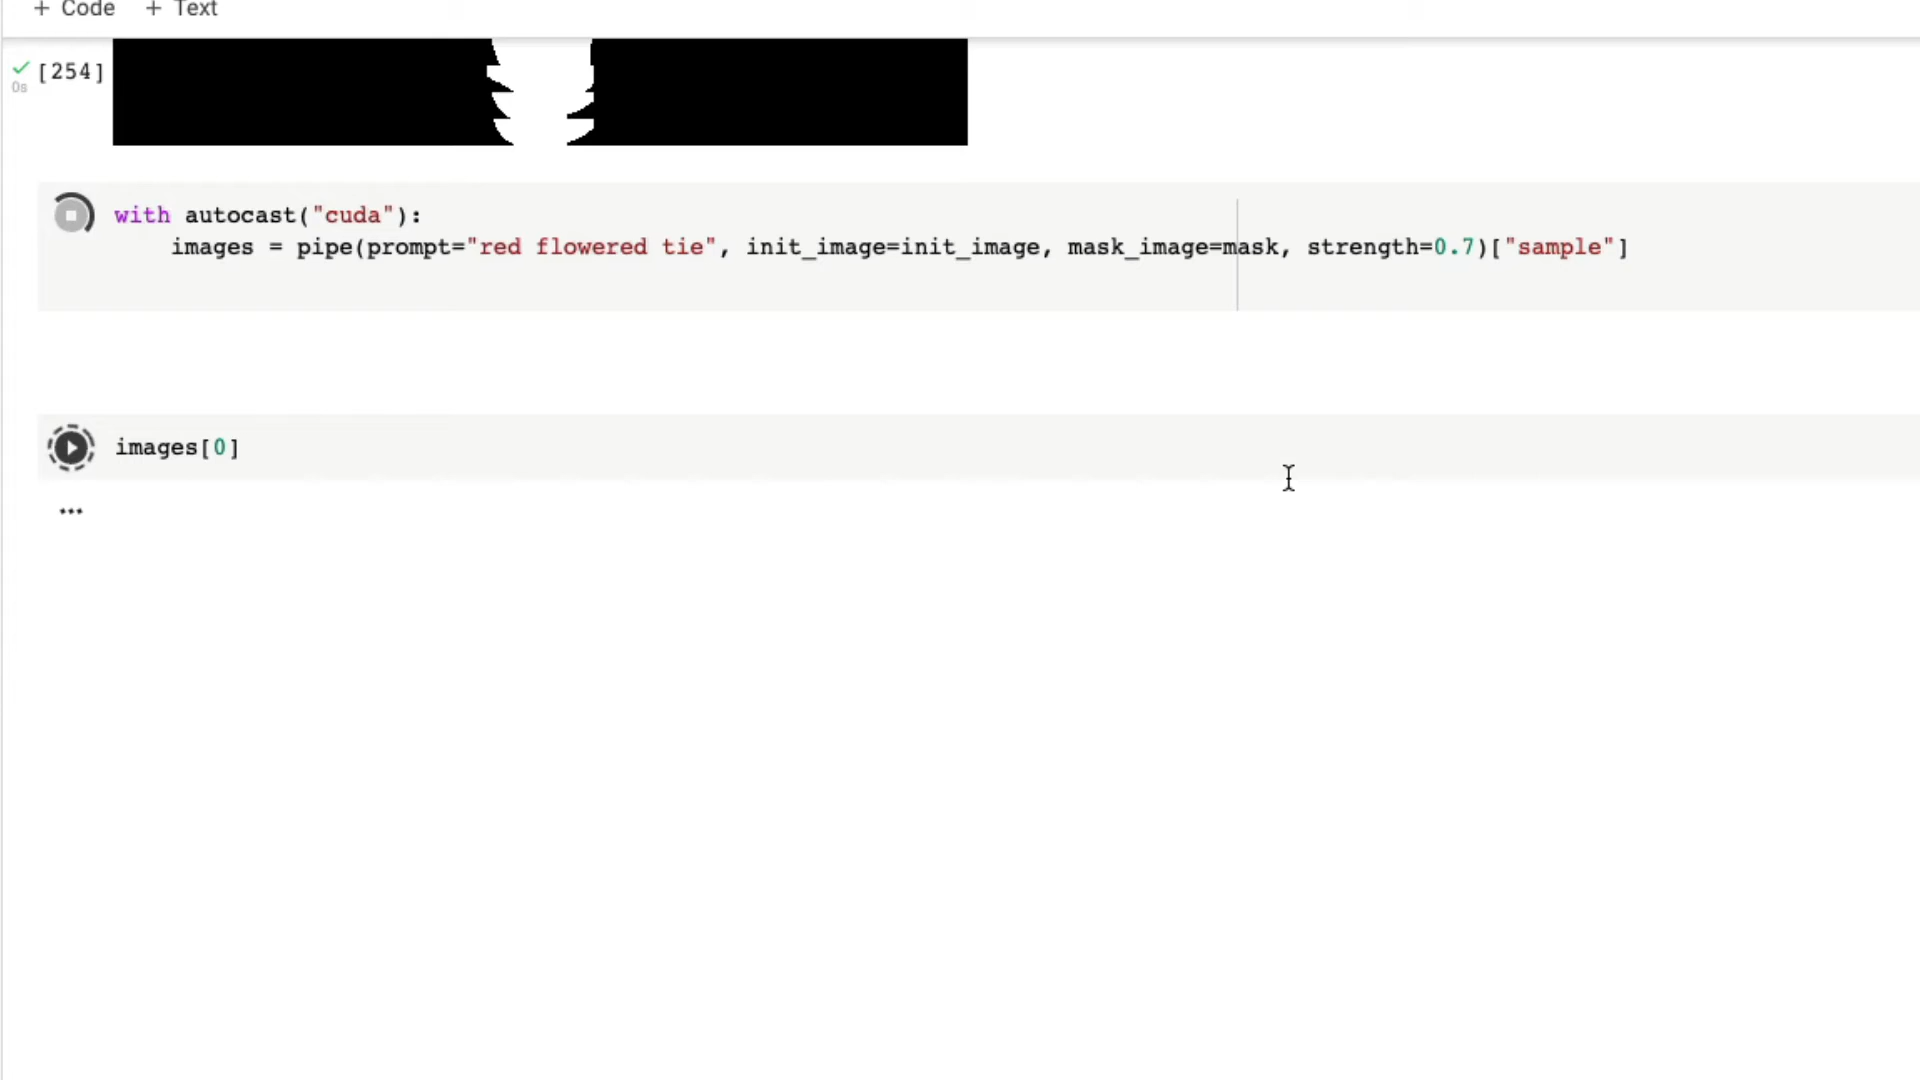 + Code + Text
[254]
0s
with autocast("cuda"):
images = pipe(prompt="red flowered tie", init_image=init_image, mask_image=mask, strength=0.7)["sample"]
images[0]
...